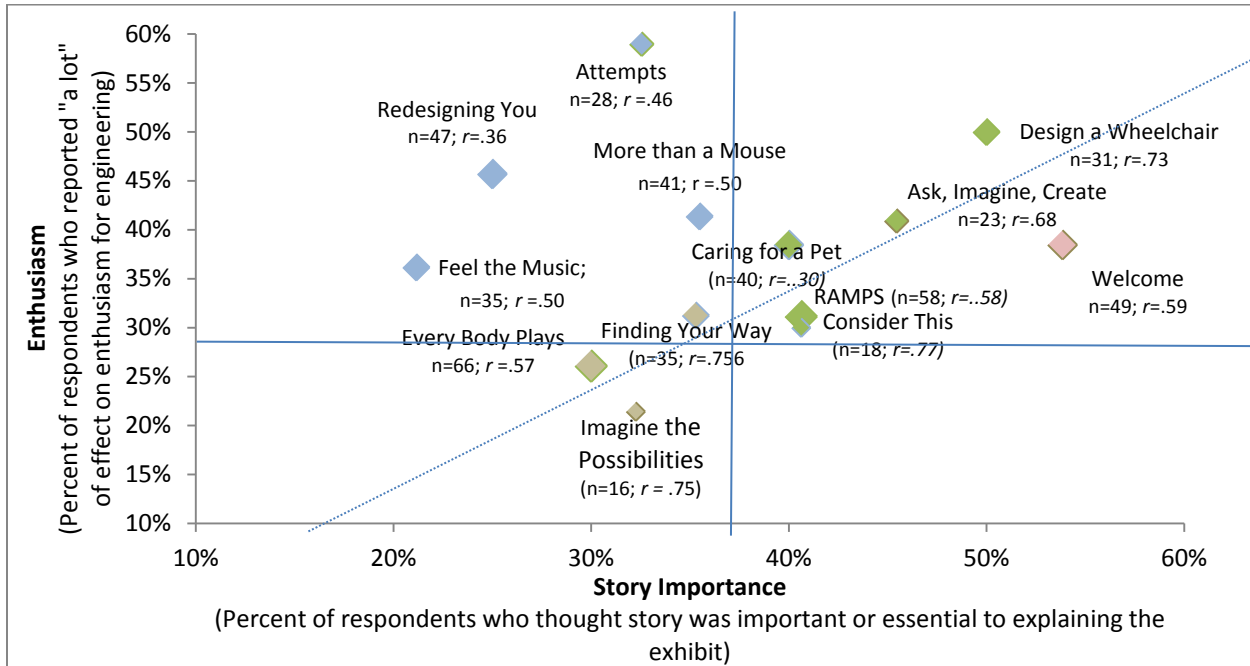 Enthusiasm
(Percent of respondents who reported "a lot"
of effect on enthusiasm for engineering)
60%
55%
50%
45%
40%
35%
30%
25%
20%
15%
10%
Attempts
n=28; r =.46
Redesigning You
n=47; r=.36
More than a Mouse
n=41; r =.50
Design a Wheelchair
n=31; r=.73
Ask, Imagine, Create
n=23; r=.68
Caring for a Pet
(n=40; r=..30)
Feel the Music;
n=35; r =.50
Welcome
n=49; r=.59
RAMPS (n=58; r=..58)
Consider This
(n=18; r=.77)
Every Body Plays
n=66; r =.57
Finding Your Way
(n=35; r=.756
Imagine the
Possibilities
(n=16; r = .75)
10%
20%
30%
40%
50%
60%
Story Importance
(Percent of respondents who thought story was important or essential to explaining the
exhibit)